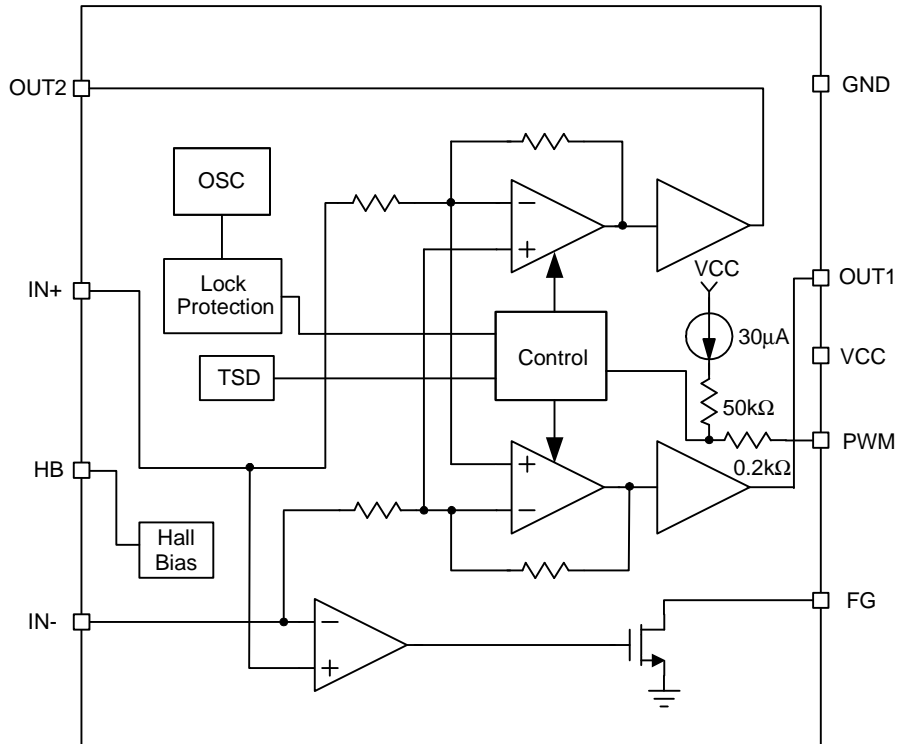 OUT2
GND
OSC
IN+
Lock
Protection
VCC
OUT1
30μA
Control
VCC
TSD
50kΩ
HB
PWM
0.2kΩ
Hall
Bias
IN-
FG
−
+
+
−
−
+